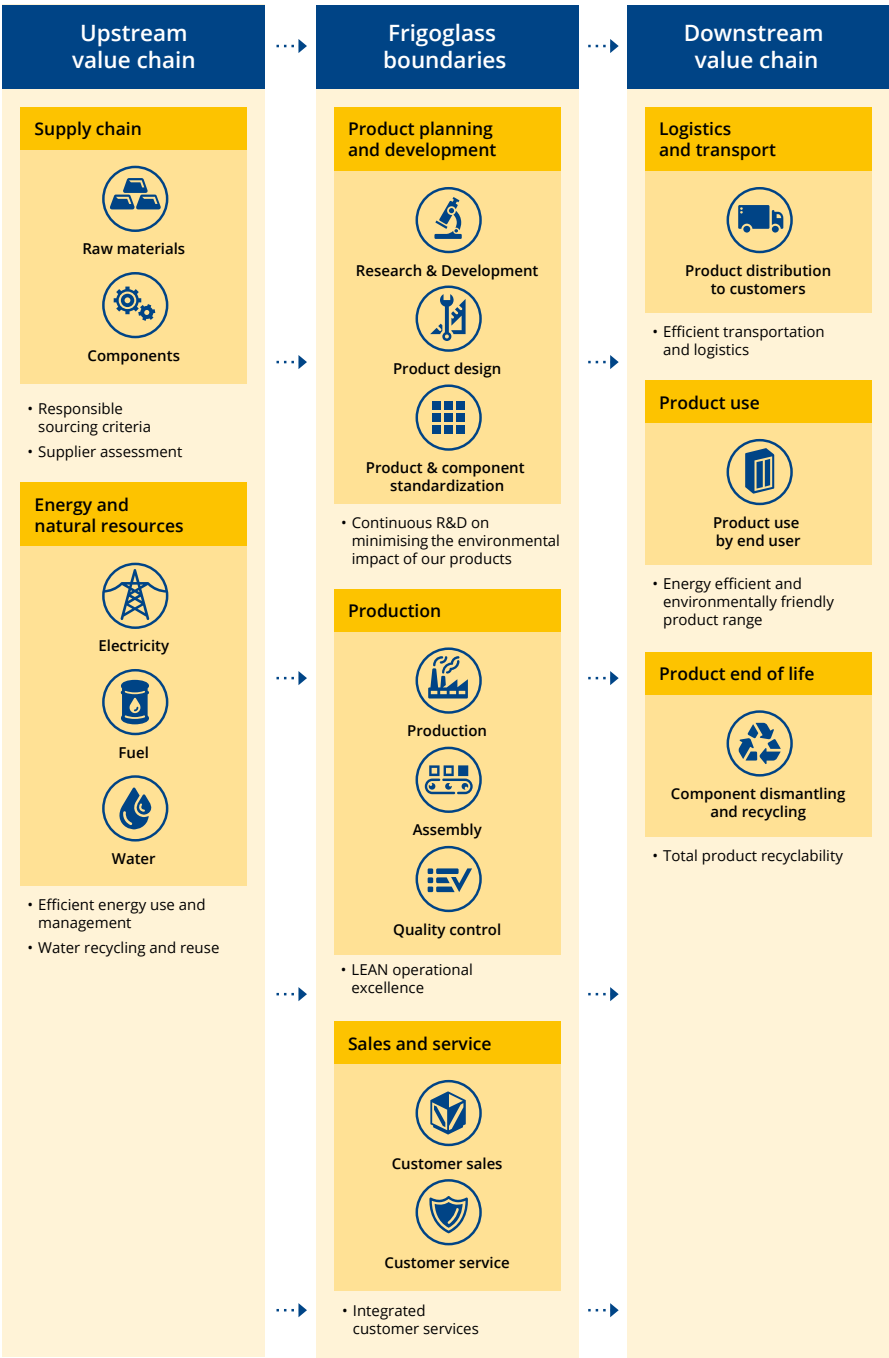 Upstream
value chain
Supply chain
Raw materials
Components
• Responsible
sourcing criteria
• Supplier assessment
Energy and
natural resources
Electricity
Fuel
Water
• Efficient energy use and
management
• Water recycling and reuse
Frigoglass
boundaries
Product planning
and development
Research & Development
Product design
Product & component
standardization
• Continuous R&D on
minimising the environmental
impact of our products
Production
Production
Assembly
Quality control
• LEAN operational
excellence
Sales and service
Customer sales
Customer service
• Integrated
customer services
Downstream
value chain
Logistics
and transport
Product distribution
to customers
• Efficient transportation
and logistics
Product use
Product use
by end user
• Energy efficient and
environmentally friendly
product range
Product end of life
Component dismantling
and recycling
• Total product recyclability